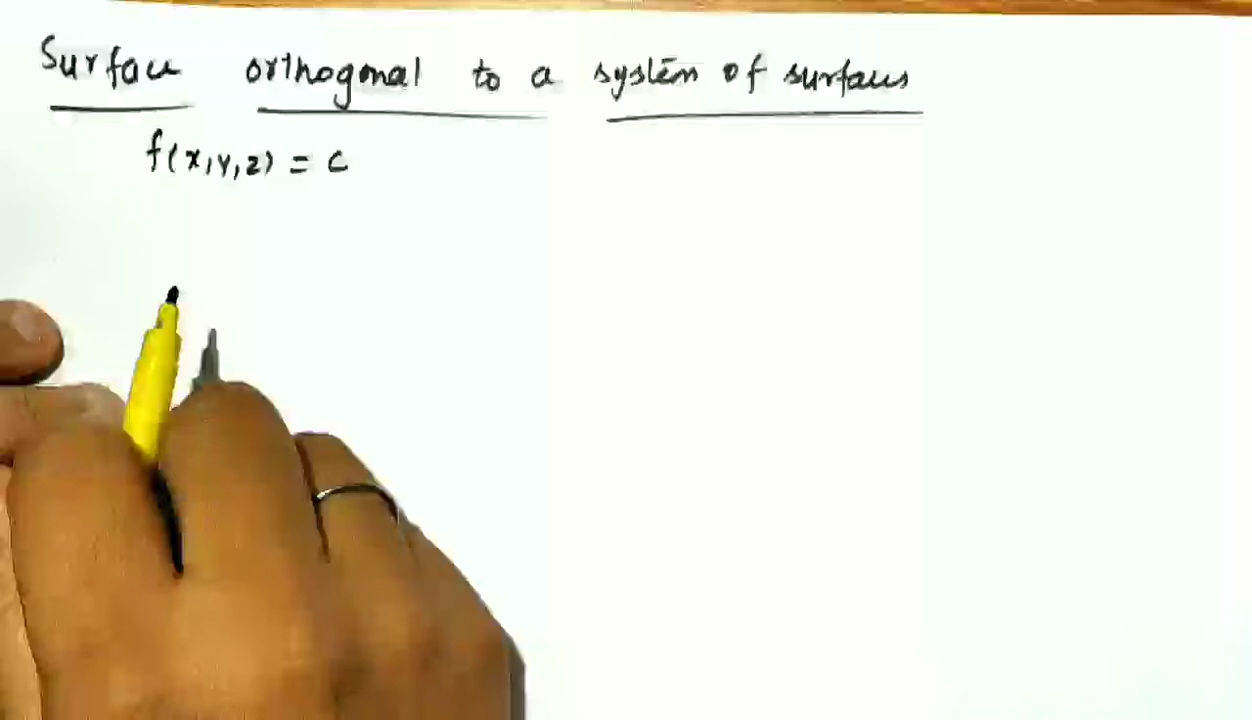 Surface orthogonal to a system of surfaces
f(x,y,z) = c